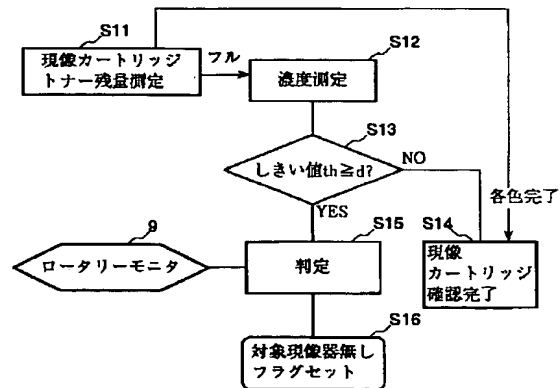 S11
現像カートリッジ
トナー残量測定
フル
S12
濃度測定
S13
しきい値th≧d?
NO
YES
各色完了
S14
現像
カートリッジ
確認完了
S15
判定
9
ロータリーモニタ
S16
対象現像器無し
フラグセット